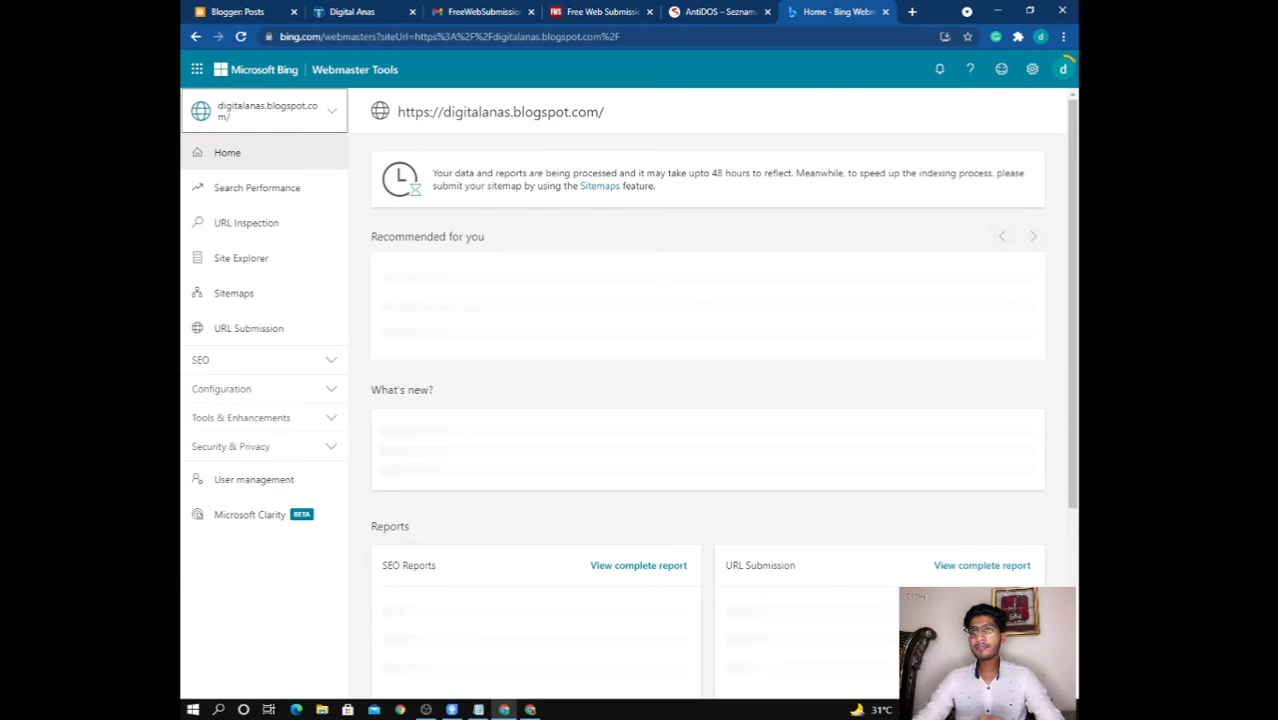 Blogger: Posts
Digital Anas
FreeWebSubmission
Free Web Submiss
AntiDOS – Seznam
Home - Bing Webm
bing.com/webmasters?siteUrl=https%3A%2F%2Fdigitalanas.blogspot.com%2F
d
Microsoft Bing
Webmaster Tools
d
digitalanas.blogspot.co
m/
https://digitalanas.blogspot.com/
Home
Search Performance
URL Inspection
Site Explorer
Sitemaps
URL Submission
SEO
Configuration
Tools & Enhancements
Security & Privacy
User management
Microsoft Clarity BETA
Your data and reports are being processed and it may take upto 48 hours to reflect. Meanwhile, to speed up the indexing process, please
submit your sitemap by using the Sitemaps feature.
Recommended for you
What's new?
Reports
SEO Reports
View complete report
URL Submission
View complete report
31°C